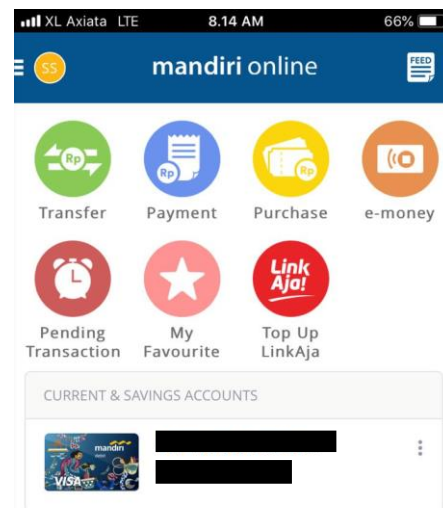 XL Axiata LTE 8.14 AM 66%
SS mandiri online FEED
Rp Rp Rp
Transfer Payment Purchase e-money
Link
Aja!
Pending My Top Up
Transaction Favourite LinkAja
CURRENT & SAVINGS ACCOUNTS
mandiri
VISA